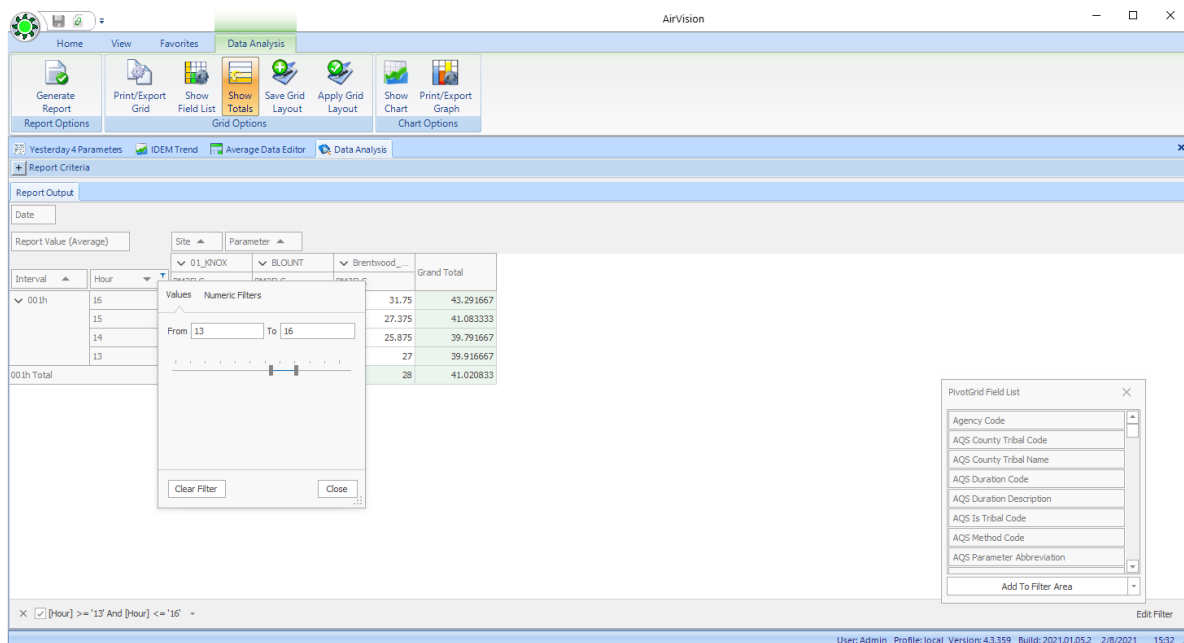 AirVision
Home View Favorites Data Analysis
Generate Report
Print/Export Grid
Show Field List
Show Totals
Save Grid Layout
Apply Grid Layout
Show Chart
Print/Export Graph
Report Options Grid Options Chart Options
Yesterday 4 Parameters IDEM Trend Average Data Editor Data Analysis
+ Report Criteria
Report Output
Date
Report Value (Average) Site Parameter
01_KNOX BLOUNT Brentwood_... Grand Total
Interval Hour
001h 16 31.75 43.291667
15 27.375 41.083333
14 25.875 39.791667
13 27 39.916667
001h Total 28 41.020833
Values Numeric Filters
From 13 To 16
Clear Filter Close
PivotGrid Field List
Agency Code
AQS County Tribal Code
AQS County Tribal Name
AQS Duration Code
AQS Duration Description
AQS Is Tribal Code
AQS Method Code
AQS Parameter Abbreviation
Add To Filter Area
[Hour] >= '13' And [Hour] <= '16' Edit Filter
User: Admin Profile: local Version: 4.3.359 Build: 2021.01.05.2 2/8/2021 15:32